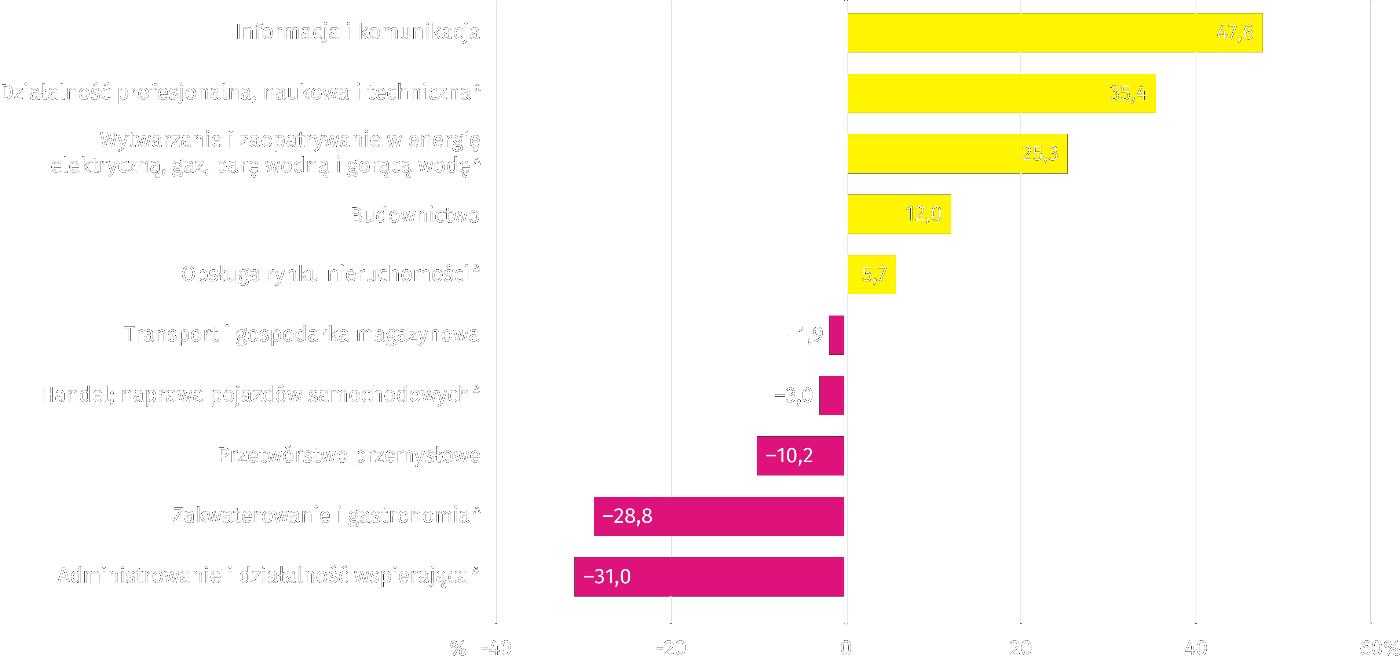 Informacja i komunikacja
47,6
Działalność profesjonalna, naukowa i techniczna^Δ
35,4
Wytwarzanie i zaopatrywanie w energię
elektryczną, gaz, parę wodną i gorącą wodę^Δ
25,3
Budownictwo
12,0
Obsługa rynku nieruchomości^Δ
5,7
Transport i gospodarka magazynowa
–1,9
Handel; naprawa pojazdów samochodowych^Δ
–3,0
Przetwórstwo przemysłowe
–10,2
Zakwaterowanie i gastronomia^Δ
–28,8
Administrowanie i działalność wspierająca^Δ
–31,0
% -40 -20 0 20 40 60%